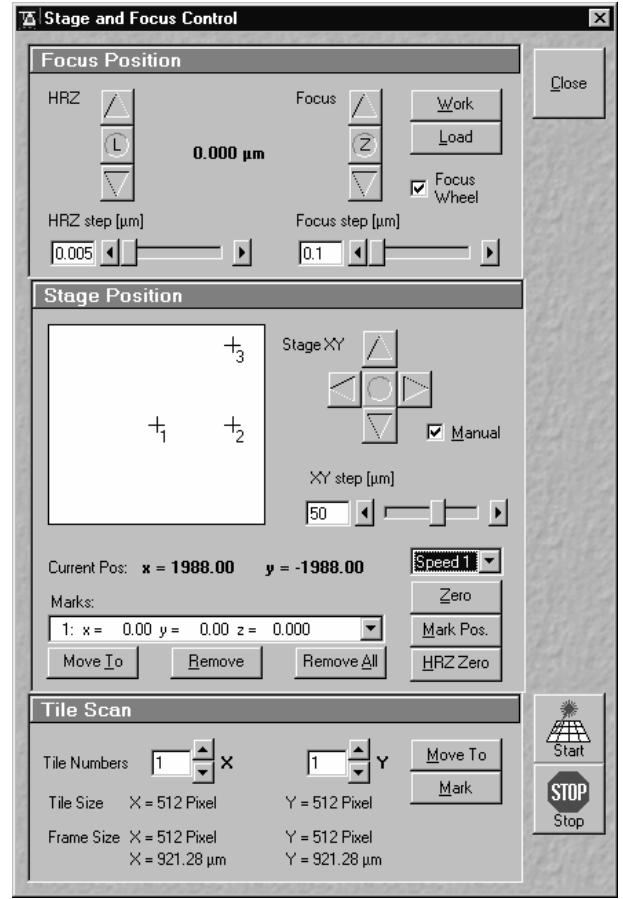 Stage and Focus Control
Close
Focus Position
HRZ
Focus
Work
L
0.000 µm
Z
Load
Focus
Wheel
HRZ step [µm]
Focus step [µm]
0.005
0.1
Stage Position
3
Stage XY
1
2
Manual
XY step [µm]
50
Current Pos: x = 1988.00 y = -1988.00
Speed 1
Zero
Marks:
1: x = 0.00 y = 0.00 z = 0.000
Mark Pos.
Move To
Remove
Remove All
HRZ Zero
Tile Scan
Start
Tile Numbers 1 X 1 Y
Move To
Mark
STOP
Stop
Tile Size X = 512 Pixel Y = 512 Pixel
Frame Size X = 512 Pixel Y = 512 Pixel
X = 921.28 µm Y = 921.28 µm